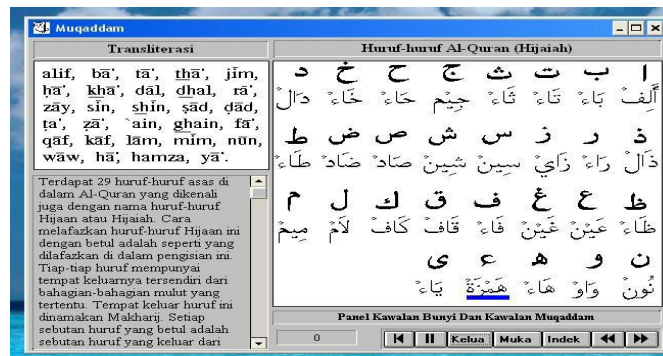 Muqaddam
Transliterasi
alif, bā', tā', thā', jīm,
ḥā', khā', dāl, dhal, rā',
zāy, sīn, shīn, ṣād, ḍād,
ṭa', ẓā', `ain, ghain, fā',
qāf, kāf, lām, mīm, nūn,
wāw, hā', hamza, yā'.
Terdapat 29 huruf-huruf asas di
dalam Al-Quran yang dikenali
juga dengan nama huruf-huruf
Hijaan atau Hijaiah. Cara
melafazkan huruf-huruf Hijaan ini
dengan betul adalah seperti yang
dilafazkan di dalam pengisian ini.
Tiap-tiap huruf mempunyai
tempat keluarnya tersendiri dari
bahagian-bahagian mulut yang
tertentu. Tempat keluar huruf ini
dinamakan Makharij. Setiap
sebutan huruf yang betul adalah
sebutan huruf yang keluar dari
Huruf-huruf Al-Quran (Hijaiah)
ا ب ت ث ج ح خ د
أَلِفْ بَاءْ تَاءْ ثَاءْ جِيْم حَاءْ خَاءْ دَالْ
ذ ر ز س ش ص ض ط
ذَالْ رَاءْ زَايْ سِينْ شِينْ صَادْ ضَادْ طَاءْ
ظ ع غ ف ق ك ل م
ظَاءْ عَيْنْ غَيْنْ فَاءْ قَافْ كَافْ لَامْ مِيمْ
ن و ه ء ى
نُونْ وَاوْ هَاءْ هَمْزَةْ يَاءْ
Panel Kawalan Bunyi Dan Kawalan Muqaddam
0 Kelua Muka Indek